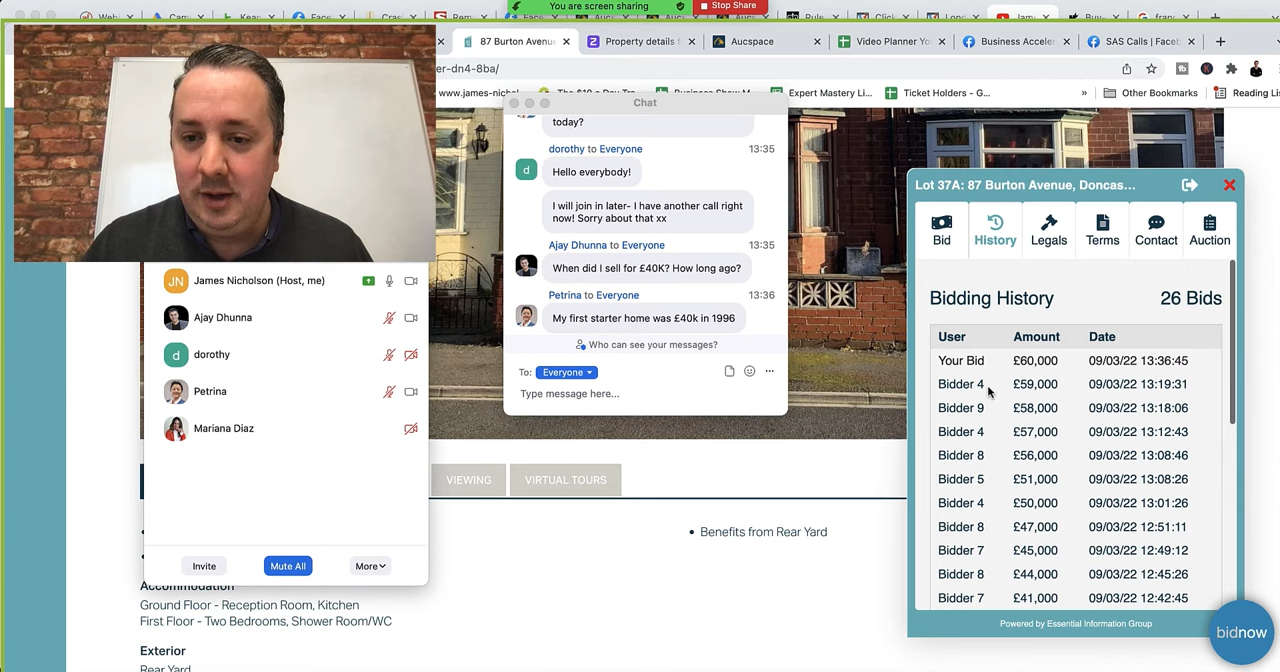 You are screen sharing
Stop Share
87 Burton Avenu
Property details f
Aucspace
Video Planner Yo
Business Acceler
SAS Calls | Faceb
er-dn4-8ba/
www.james-nichol
Expert Mastery Li...
Ticket Holders - G...
»
Other Bookmarks
Reading Lis
Chat
today?
dorothy to Everyone
13:35
d
Hello everybody!
I will join in later- I have another call right
now! Sorry about that xx
Ajay Dhunna to Everyone
13:35
When did I sell for £40K? How long ago?
Petrina to Everyone
13:36
My first starter home was £40k in 1996
Who can see your messages?
To: Everyone
Type message here...
JN
James Nicholson (Host, me)
Ajay Dhunna
d
dorothy
Petrina
Mariana Diaz
Invite
Mute All
More
VIEWING
VIRTUAL TOURS
• Benefits from Rear Yard
Accommodation
Ground Floor - Reception Room, Kitchen
First Floor - Two Bedrooms, Shower Room/WC
Exterior
Rear Yard
Lot 37A: 87 Burton Avenue, Doncas...
Bid
History
Legals
Terms
Contact
Auction
Bidding History
26 Bids
User Amount Date
Your Bid £60,000 09/03/22 13:36:45
Bidder 4 £59,000 09/03/22 13:19:31
Bidder 9 £58,000 09/03/22 13:18:06
Bidder 4 £57,000 09/03/22 13:12:43
Bidder 8 £56,000 09/03/22 13:08:46
Bidder 5 £51,000 09/03/22 13:08:26
Bidder 4 £50,000 09/03/22 13:01:26
Bidder 8 £47,000 09/03/22 12:51:11
Bidder 7 £45,000 09/03/22 12:49:12
Bidder 8 £44,000 09/03/22 12:45:26
Bidder 7 £41,000 09/03/22 12:42:45
Powered by Essential Information Group
bidnow